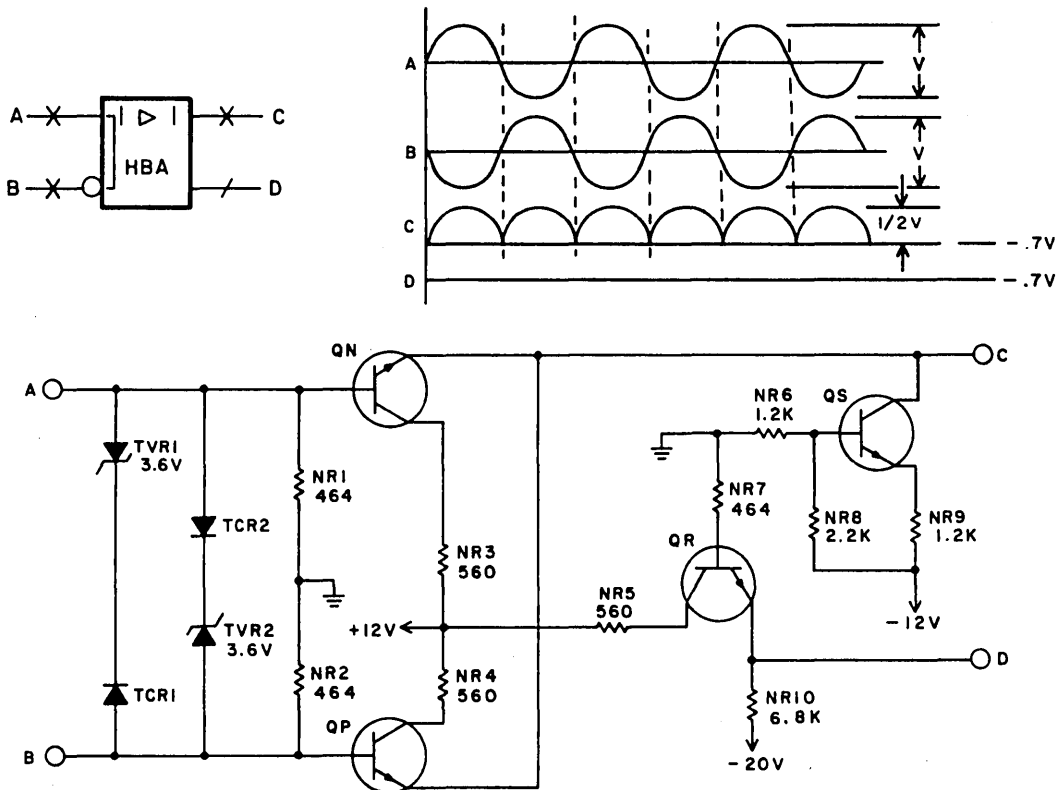 A
B
HBA
C
D
A
V
B
V
C
1/2V
-.7V
D
-.7V
A
QN
C
TVR1
3.6V
NR1
464
NR6
1.2K
QS
TCR2
NR7
464
NR8
2.2K
NR9
1.2K
NR3
560
QR
NR5
560
-12V
+12V
TVR2
3.6V
NR2
464
NR4
560
D
TCR1
QP
NR10
6.8K
B
-20V